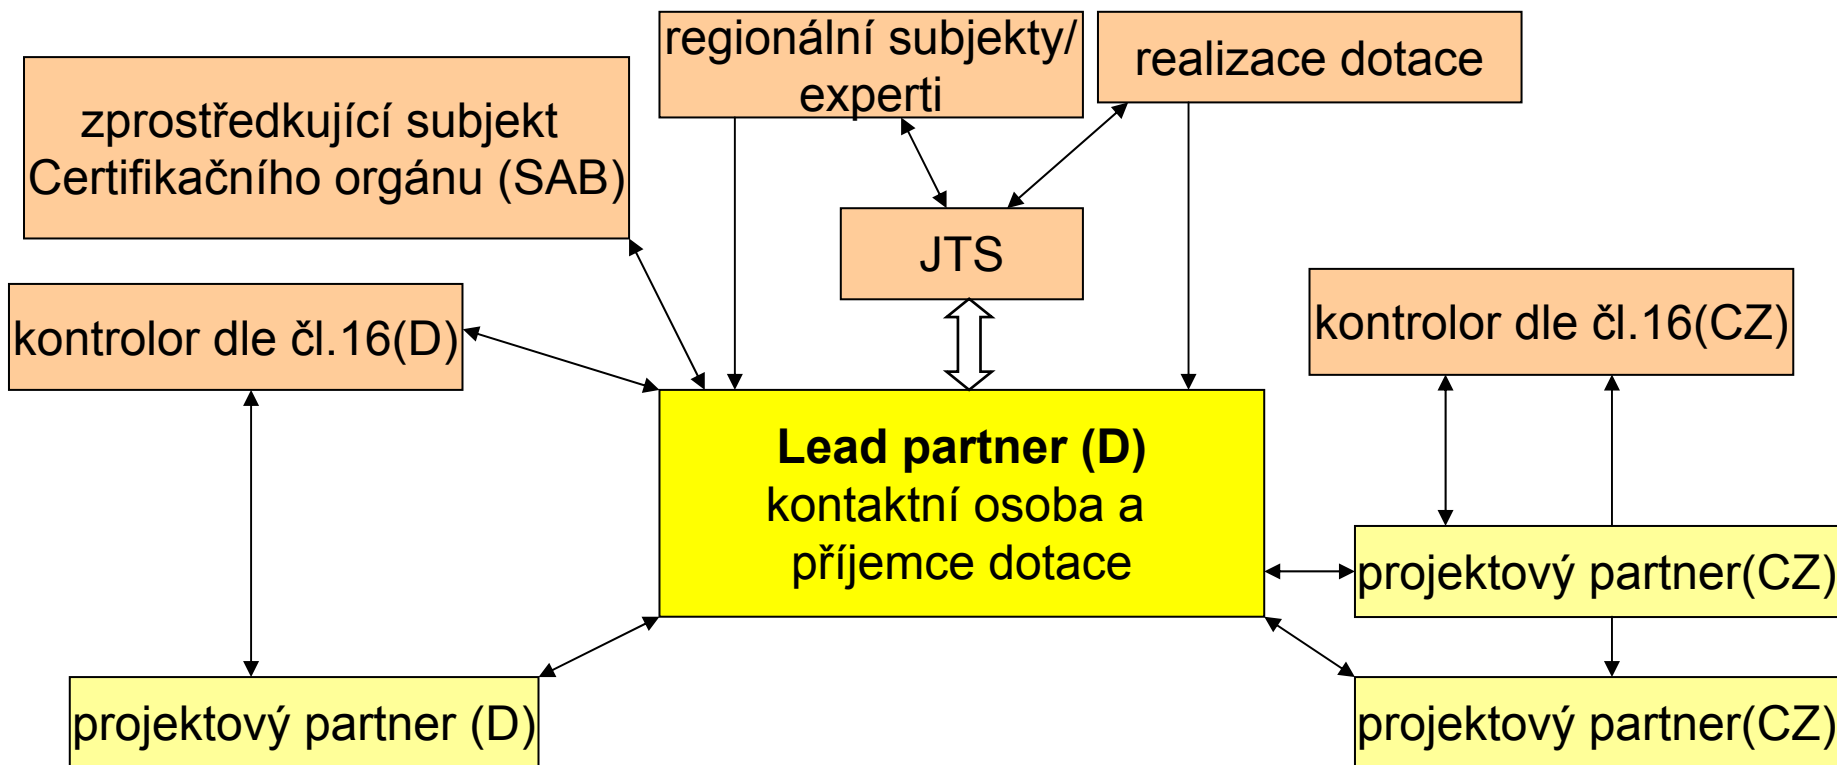 regionální subjekty/
experti
realizace dotace
zprostředkující subjekt
Certifikačního orgánu (SAB)
JTS
kontrolor dle čl.16(D)
kontrolor dle čl.16(CZ)
Lead partner (D)
kontaktní osoba a
příjemce dotace
projektový partner(CZ)
projektový partner (D)
projektový partner(CZ)